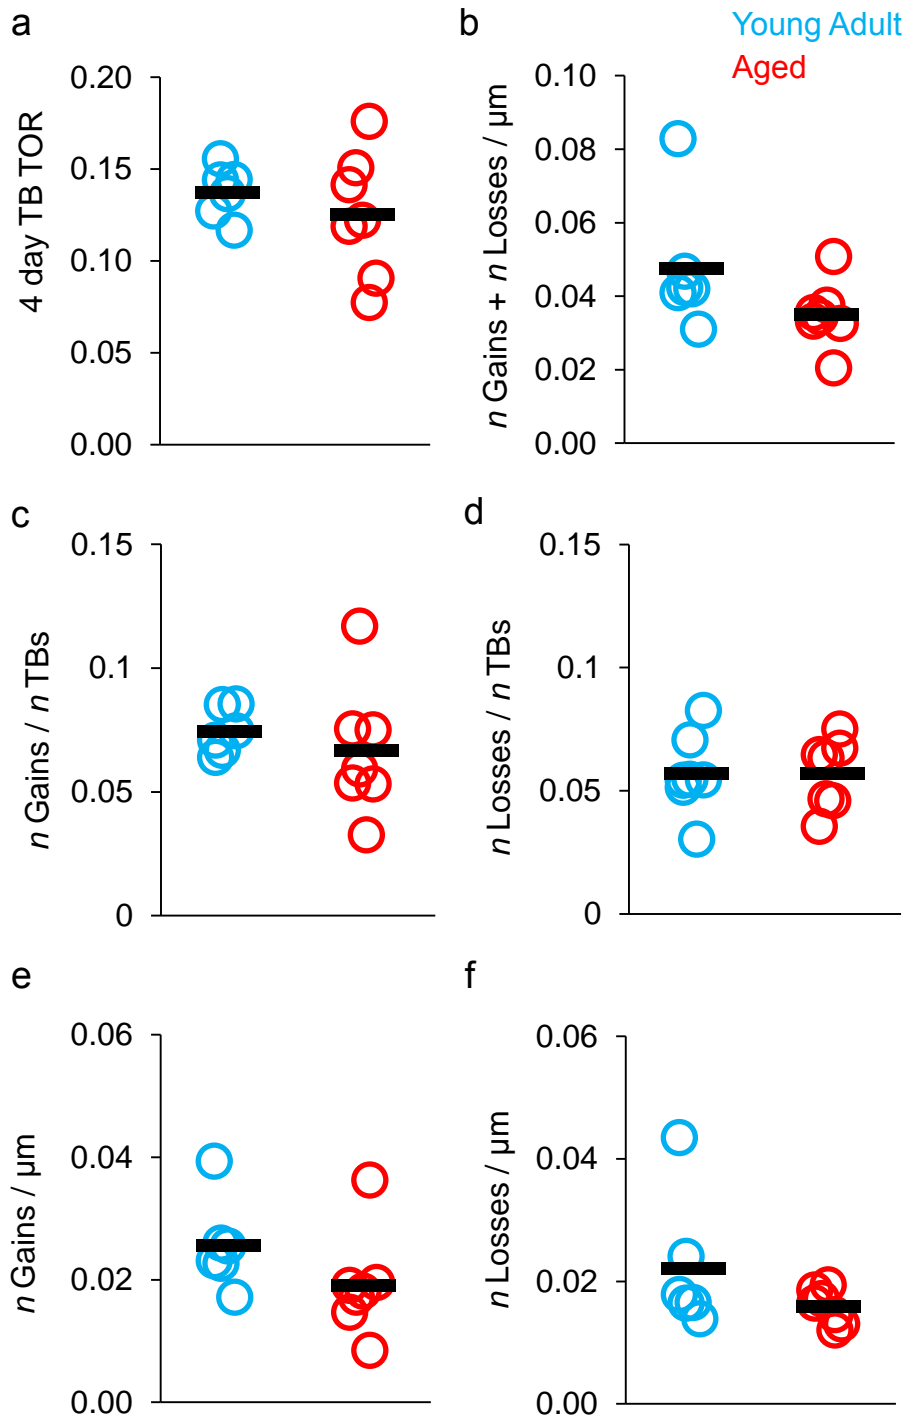 a
b
Young Adult
Aged
4 day TB TOR
0.20
0.15
0.10
0.05
0.00
n Gains + n Losses / µm
0.10
0.08
0.06
0.04
0.02
0.00
c
d
n Gains / n TBs
0.15
0.1
0.05
0
n Losses / n TBs
0.15
0.1
0.05
0
e
f
n Gains / µm
0.06
0.04
0.02
0.00
n Losses / µm
0.06
0.04
0.02
0.00